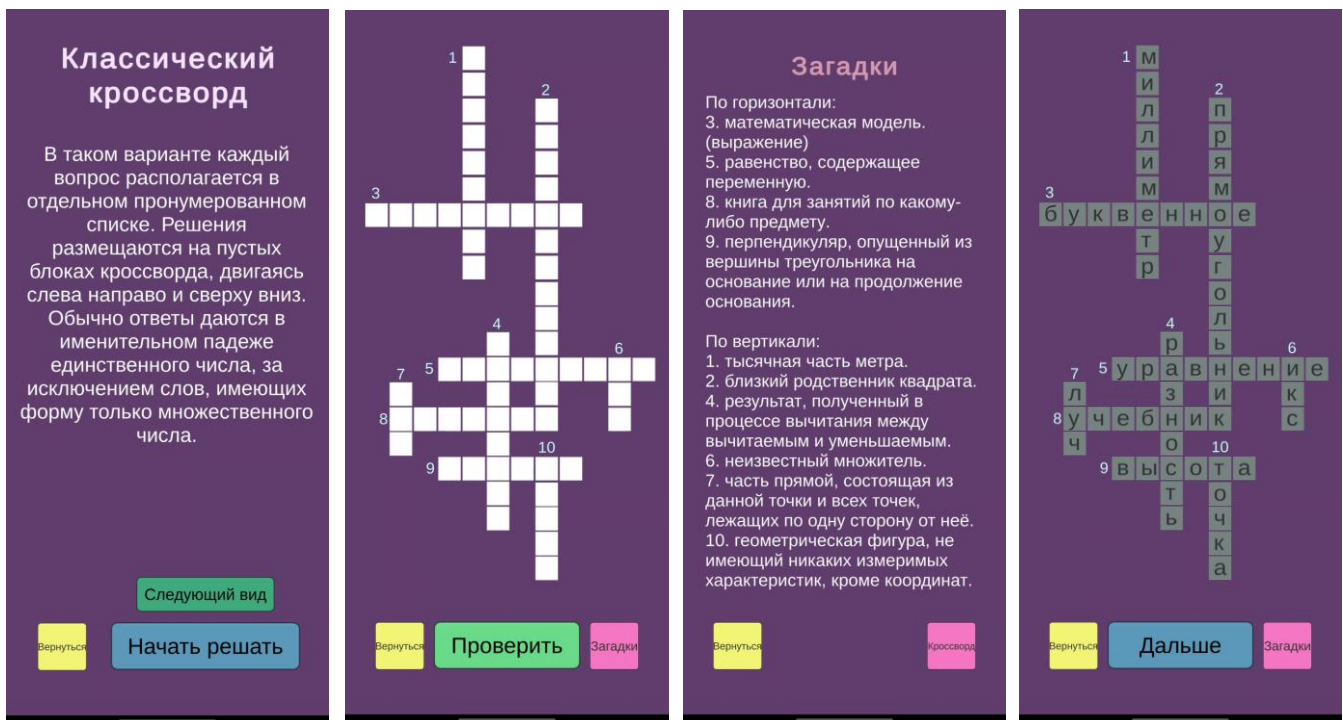 Классический
кроссворд
В таком варианте каждый
вопрос располагается в
отдельном пронумерованном
списке. Решения
размещаются на пустых
блоках кроссворда, двигаясь
слева направо и сверху вниз.
Обычно ответы даются в
именительном падеже
единственного числа, за
исключением слов, имеющих
форму только множественного
числа.
Следующий вид
Вернуться
Начать решать
1
2
3
4
5
6
7
8
9
10
Вернуться
Проверить
Загадки
Загадки
По горизонтали:
3. математическая модель.
(выражение)
5. равенство, содержащее
переменную.
8. книга для занятий по какому-
либо предмету.
9. перпендикуляр, опущенный из
вершины треугольника на
основание или на продолжение
основания.
По вертикали:
1. тысячная часть метра.
2. близкий родственник квадрата.
4. результат, полученный в
процессе вычитания между
вычитаемым и уменьшаемым.
6. неизвестный множитель.
7. часть прямой, состоящая из
данной точки и всех точек,
лежащих по одну сторону от неё.
10. геометрическая фигура, не
имеющий никаких измеримых
характеристик, кроме координат.
Вернуться
Кроссворд
1 миллиметр
2 прямоугольник
3 буквенное
4 разность
5 уравнение
6 икс
7 луч
8 учебник
9 высота
10 точка
Вернуться
Дальше
Загадки